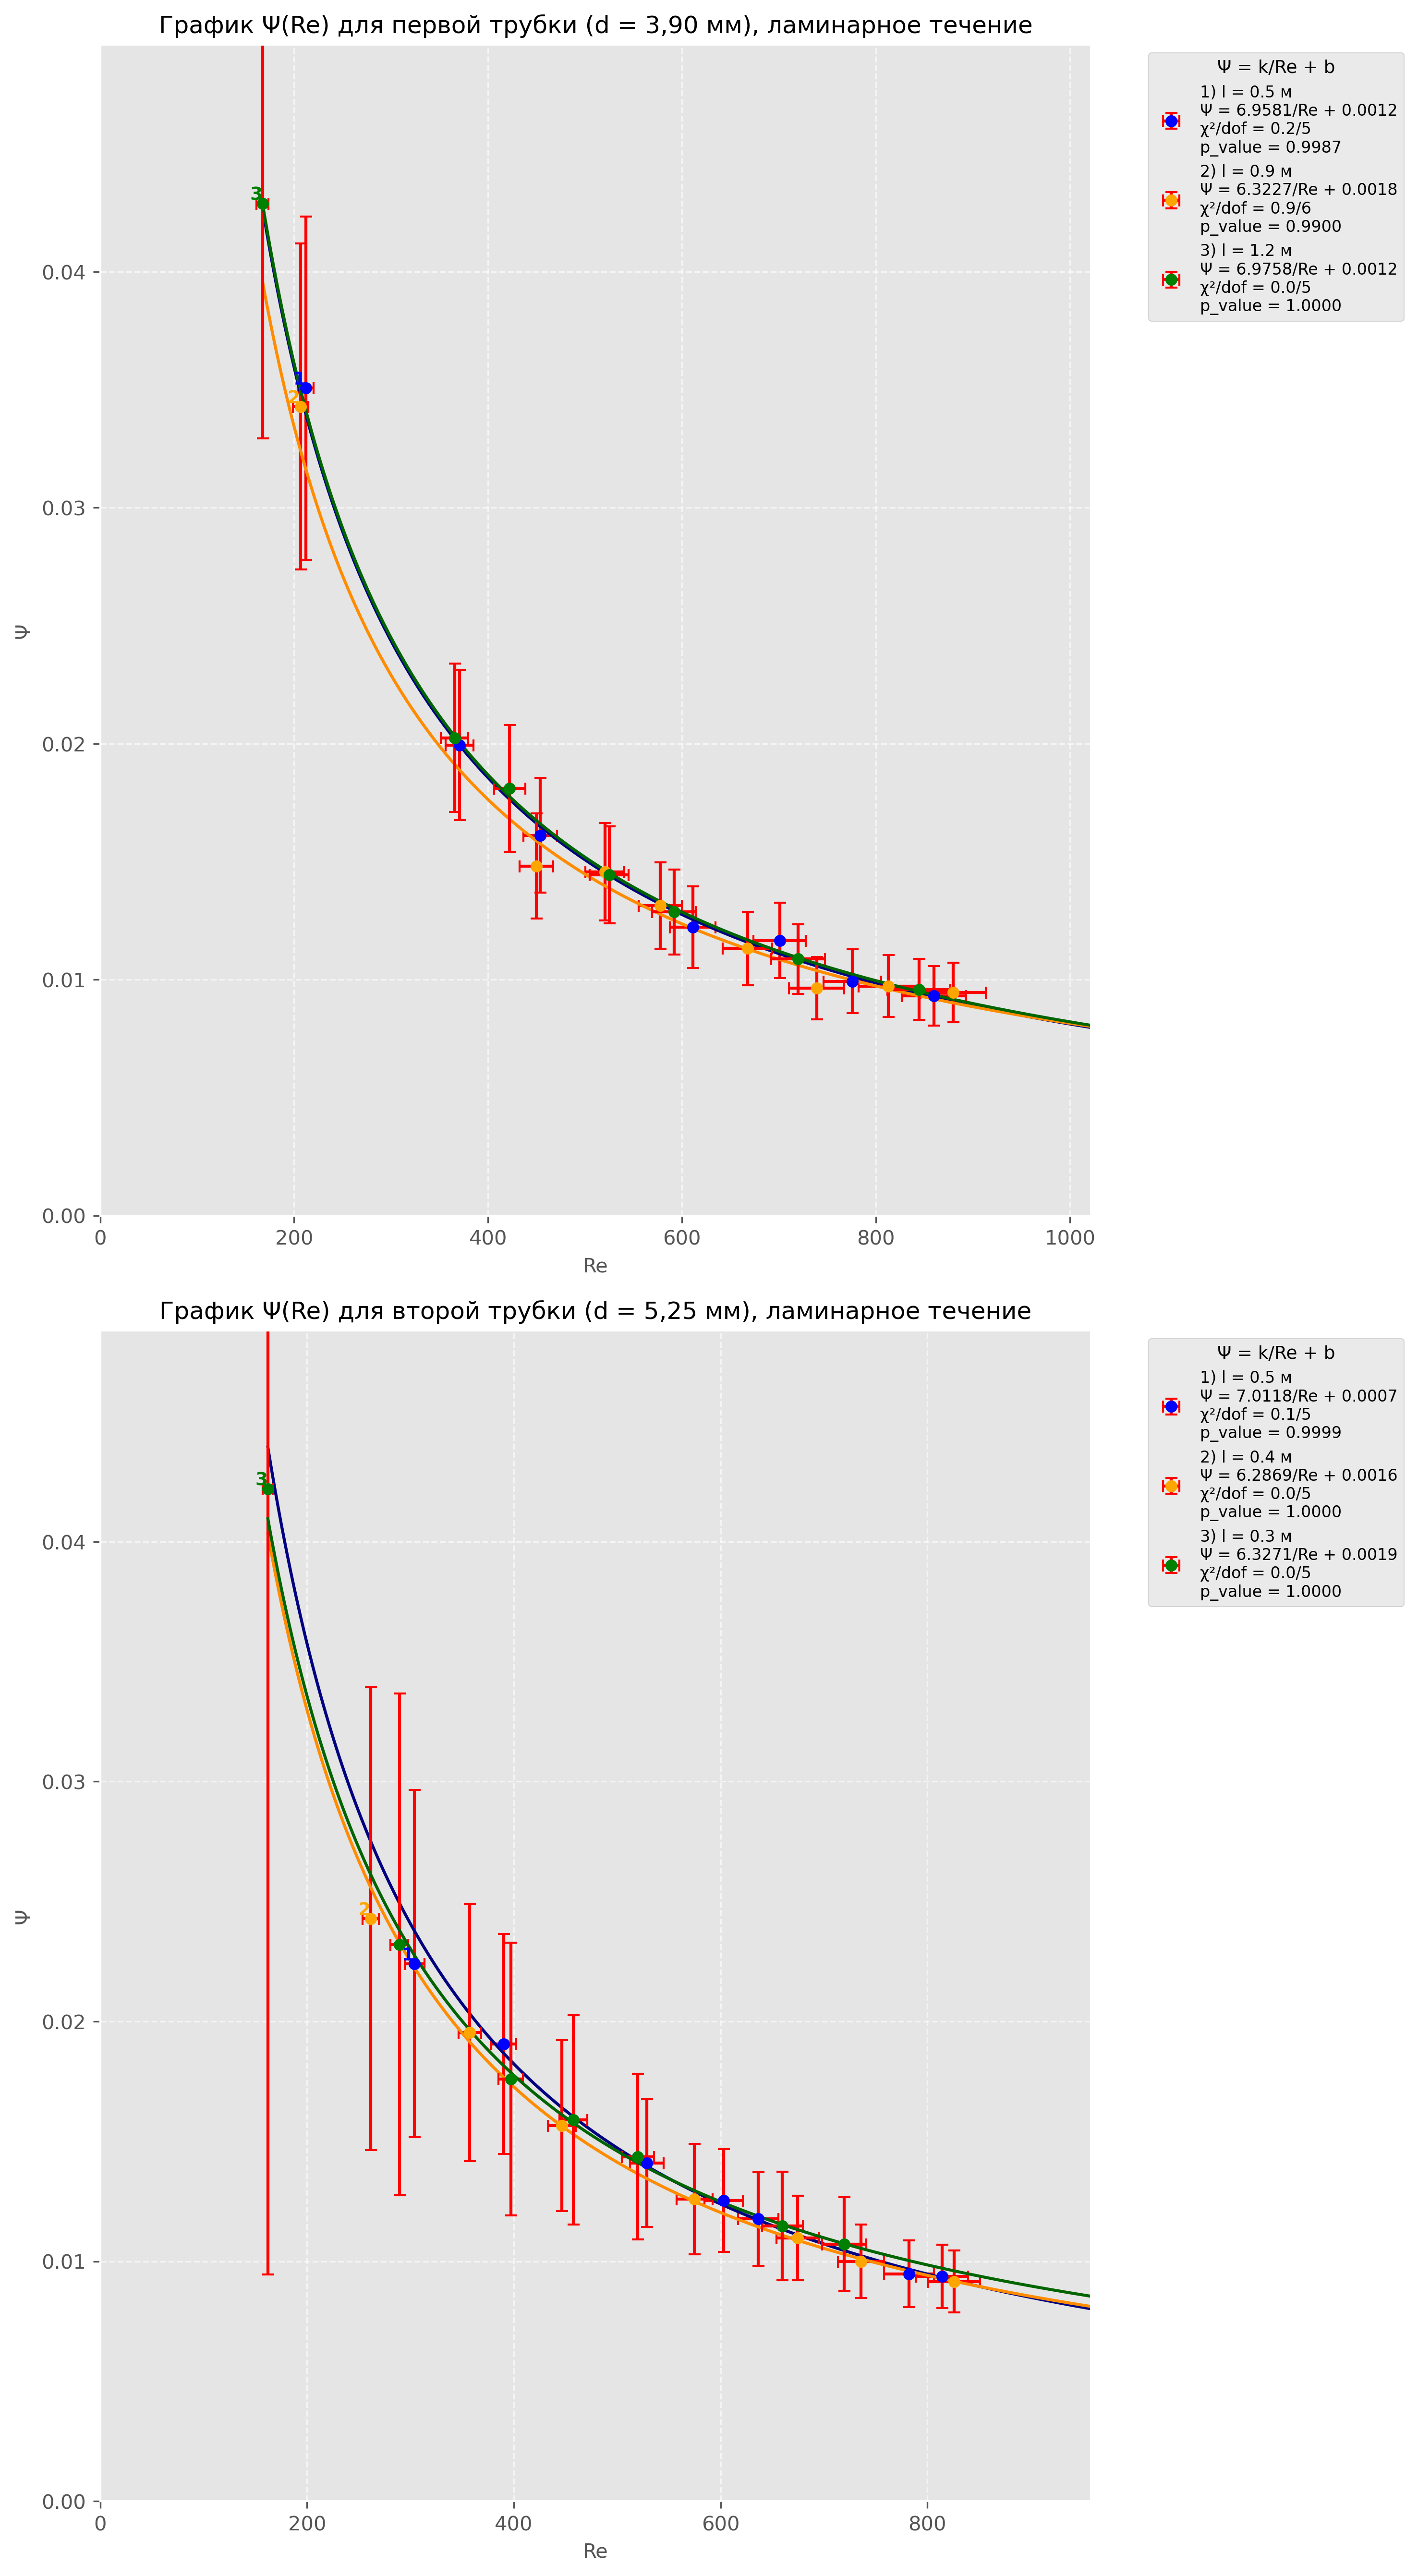 График Ψ(Re) для первой трубки (d = 3,90 мм), ламинарное течение
Ψ = k/Re + b
1) l = 0.5 м
Ψ = 6.9581/Re + 0.0012
χ²/dof = 0.2/5
p_value = 0.9987
2) l = 0.9 м
Ψ = 6.3227/Re + 0.0018
χ²/dof = 0.9/6
p_value = 0.9900
3) l = 1.2 м
Ψ = 6.9758/Re + 0.0012
χ²/dof = 0.0/5
p_value = 1.0000
3
1
2
0.04
0.03
0.02
0.01
0.00
Ψ
0 200 400 600 800 1000
Re
График Ψ(Re) для второй трубки (d = 5,25 мм), ламинарное течение
Ψ = k/Re + b
1) l = 0.5 м
Ψ = 7.0118/Re + 0.0007
χ²/dof = 0.1/5
p_value = 0.9999
2) l = 0.4 м
Ψ = 6.2869/Re + 0.0016
χ²/dof = 0.0/5
p_value = 1.0000
3) l = 0.3 м
Ψ = 6.3271/Re + 0.0019
χ²/dof = 0.0/5
p_value = 1.0000
3
2
1
0.04
0.03
0.02
0.01
0.00
Ψ
0 200 400 600 800
Re